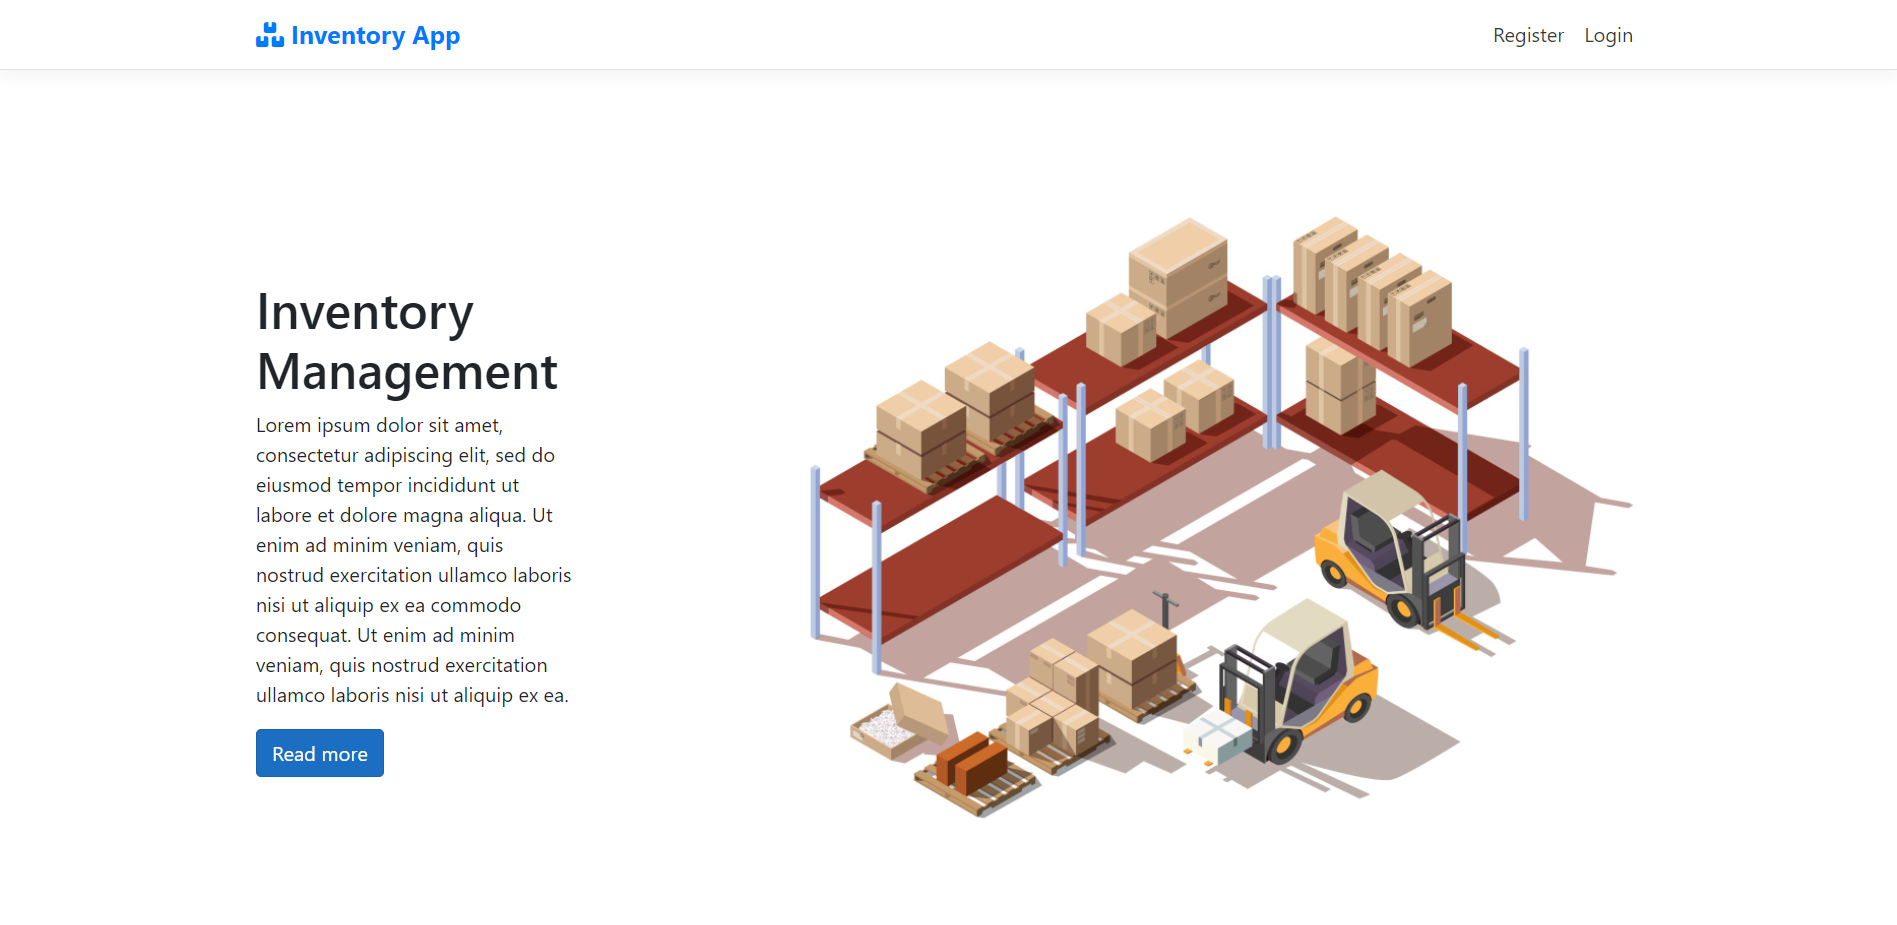 Inventory App
Register
Login
Inventory
Management
Lorem ipsum dolor sit amet,
consectetur adipiscing elit, sed do
eiusmod tempor incididunt ut
labore et dolore magna aliqua. Ut
enim ad minim veniam, quis
nostrud exercitation ullamco laboris
nisi ut aliquip ex ea commodo
consequat. Ut enim ad minim
veniam, quis nostrud exercitation
ullamco laboris nisi ut aliquip ex ea.
Read more